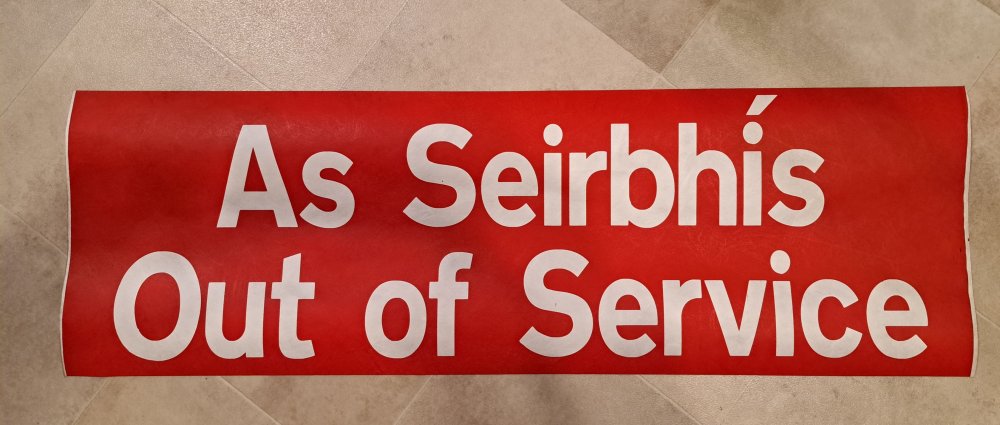 As Seirbhís
Out of Service